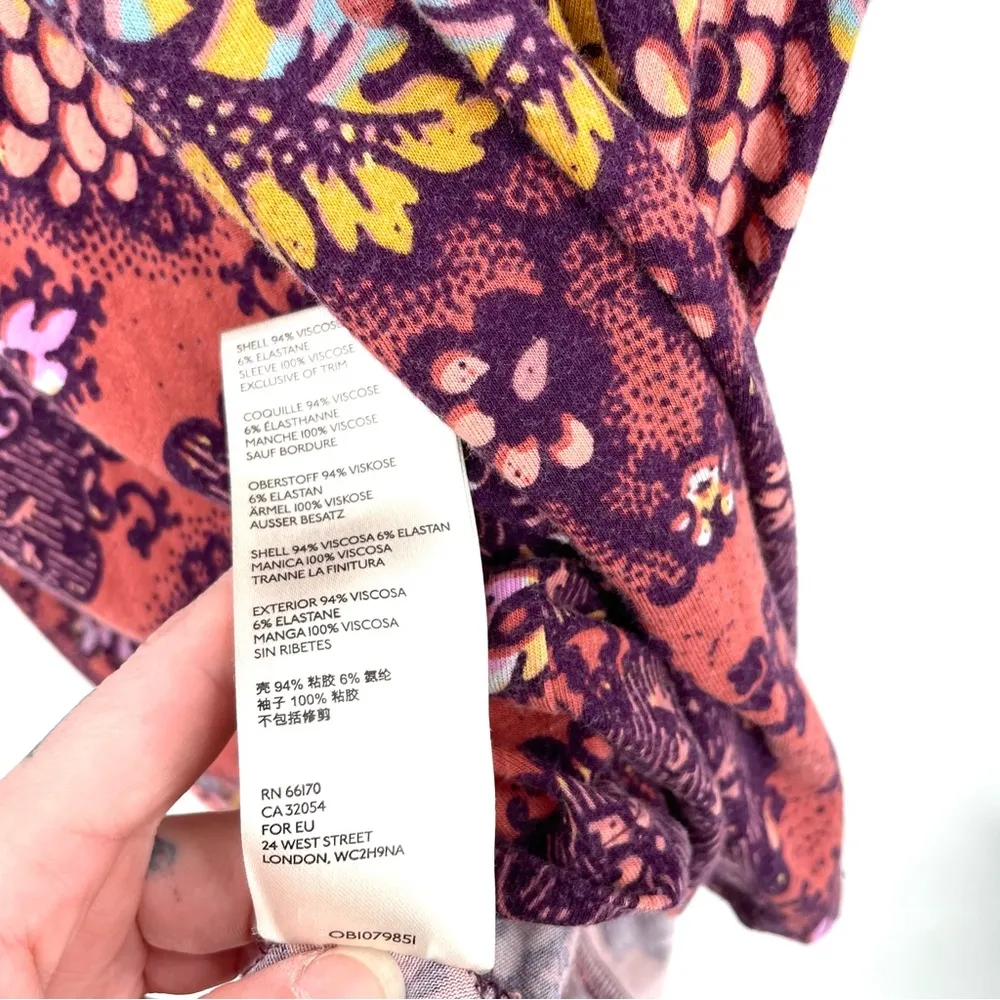 SHELL 94% VISCOSE
6% ELASTANE
SLEEVE 100% VISCOSE
EXCLUSIVE OF TRIM
COQUILLE 94% VISCOSE
6% ÉLASTHANNE
MANCHE 100% VISCOSE
SAUF BORDURE
OBERSTOFF 94% VISKOSE
6% ELASTAN
ÄRMEL 100% VISKOSE
AUSSER BESATZ
SHELL 94% VISCOSA 6% ELASTAN
MANICA 100% VISCOSA
TRANNE LA FINITURA
EXTERIOR 94% VISCOSA
6% ELASTANE
MANGA 100% VISCOSA
SIN RIBETES
壳 94% 粘胶 6% 氨纶
袖子 100% 粘胶
不包括修剪
RN 66170
CA 32054
FOR EU
24 WEST STREET
LONDON, WC2H9NA
OB1079851